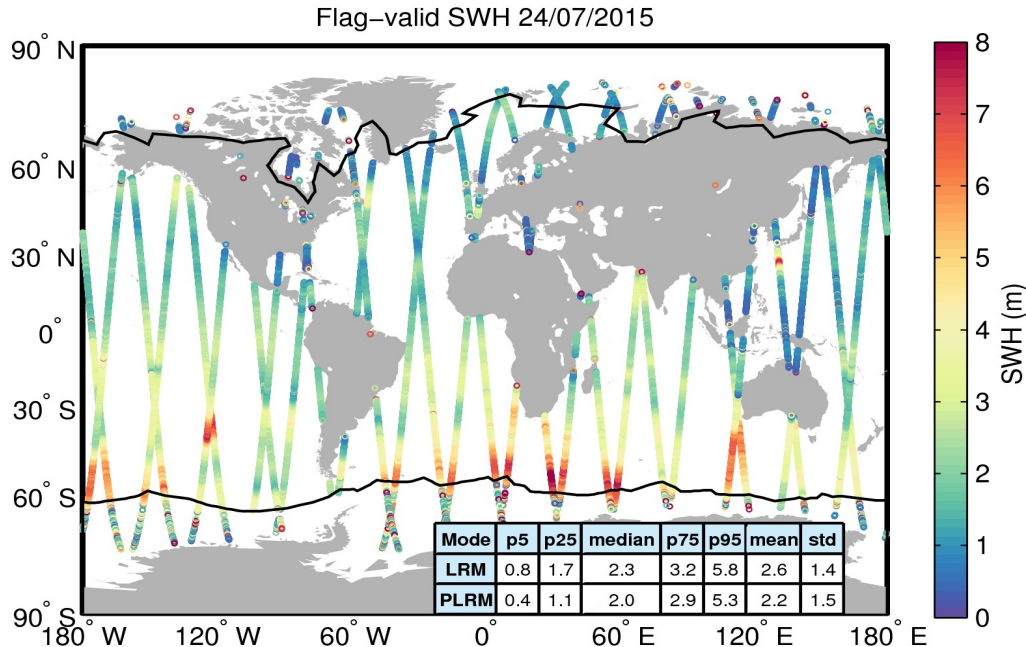 Flag−valid SWH 24/07/2015
90° N
60° N
30° N
0°
30° S
60° S
90° S
180° W
120° W
60° W
0°
60° E
120° E
180° E
Mode p5 p25 median p75 p95 mean std
LRM 0.8 1.7 2.3 3.2 5.8 2.6 1.4
PLRM 0.4 1.1 2.0 2.9 5.3 2.2 1.5
8
7
6
5
4
3
2
1
0
SWH (m)